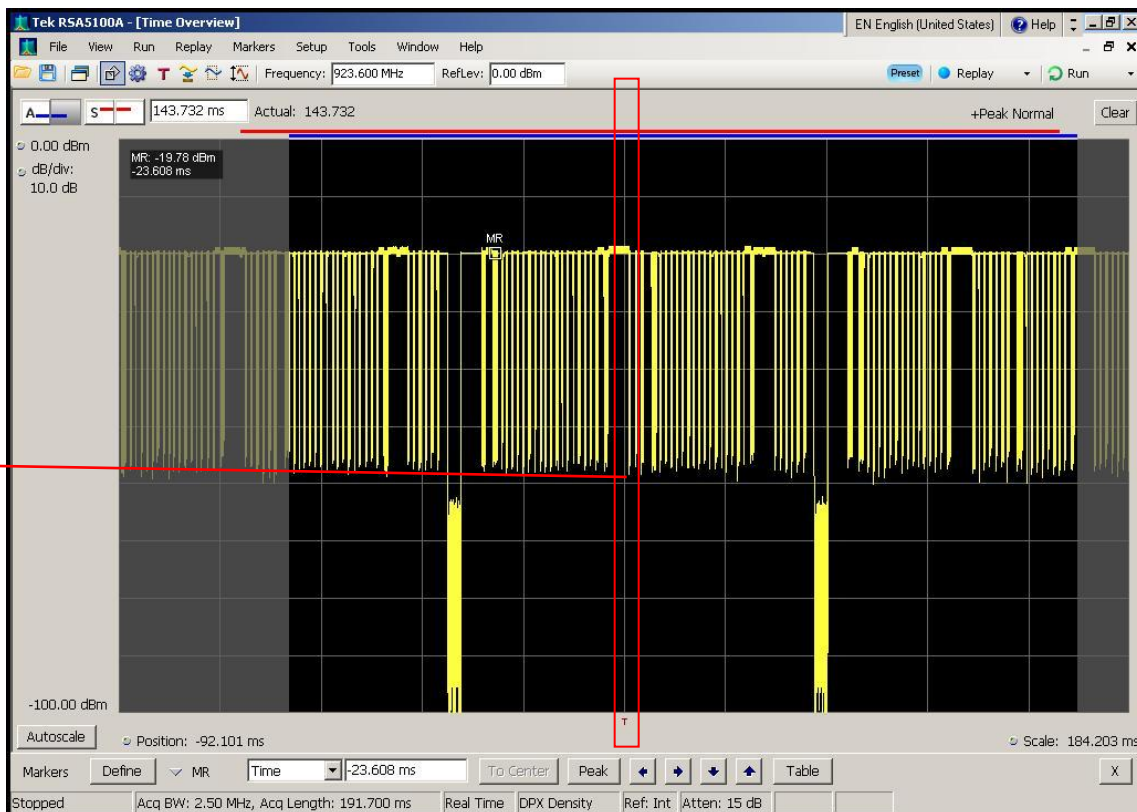 Tek RSA5100A - [Time Overview]
EN English (United States) Help
File View Run Replay Markers Setup Tools Window Help
T Frequency: 923.600 MHz RefLev: 0.00 dBm Preset Replay Run
A S 143.732 ms Actual: 143.732 +Peak Normal Clear
0.00 dBm
dB/div:
10.0 dB
MR: -19.78 dBm
-23.608 ms
MR
-100.00 dBm
T
Autoscale Position: -92.101 ms Scale: 184.203 ms
Markers Define MR Time -23.608 ms To Center Peak Table X
Stopped Acq BW: 2.50 MHz, Acq Length: 191.700 ms Real Time DPX Density Ref: Int Atten: 15 dB